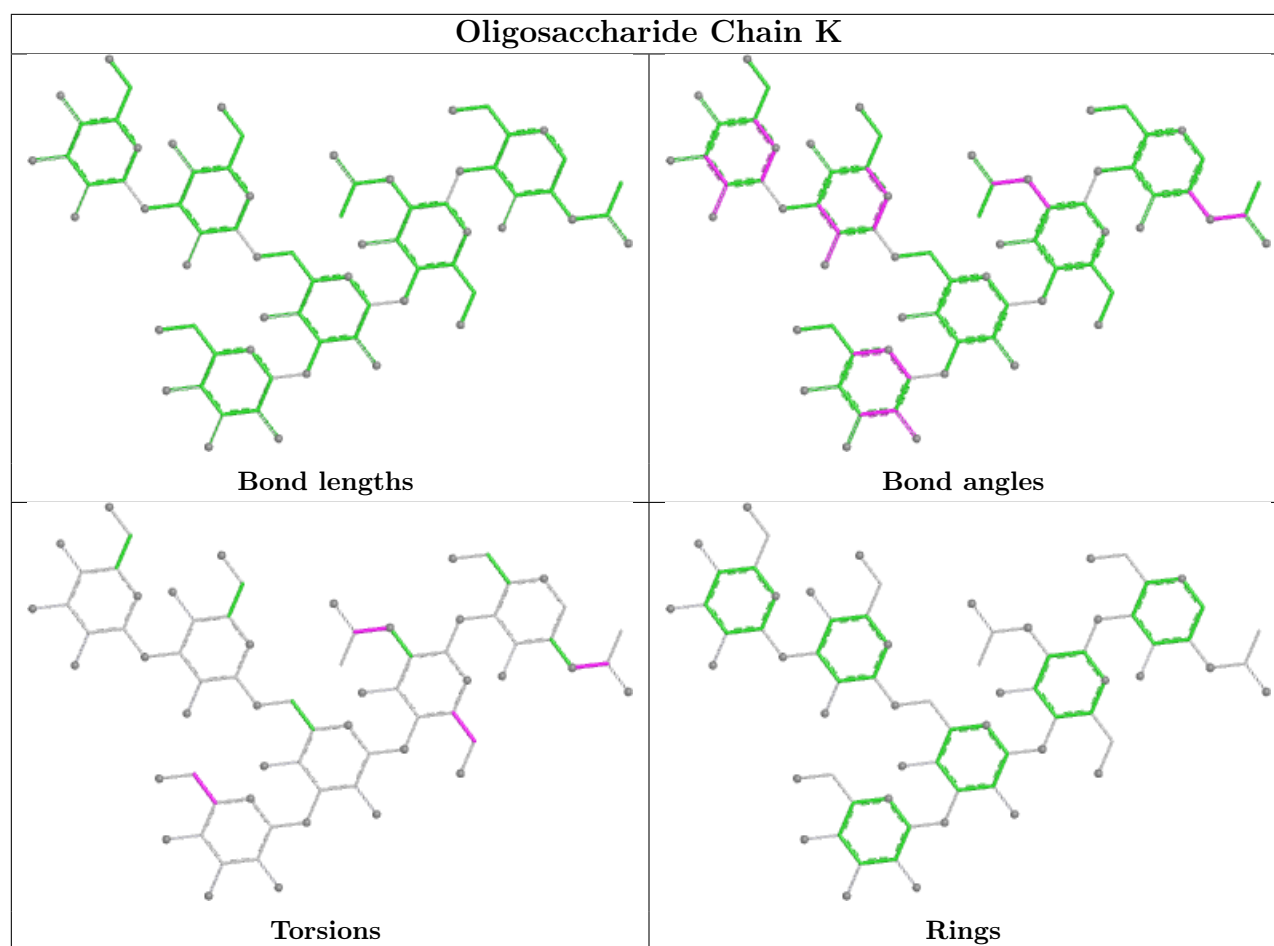 Oligosaccharide Chain K
Bond lengths
Bond angles
Torsions
Rings